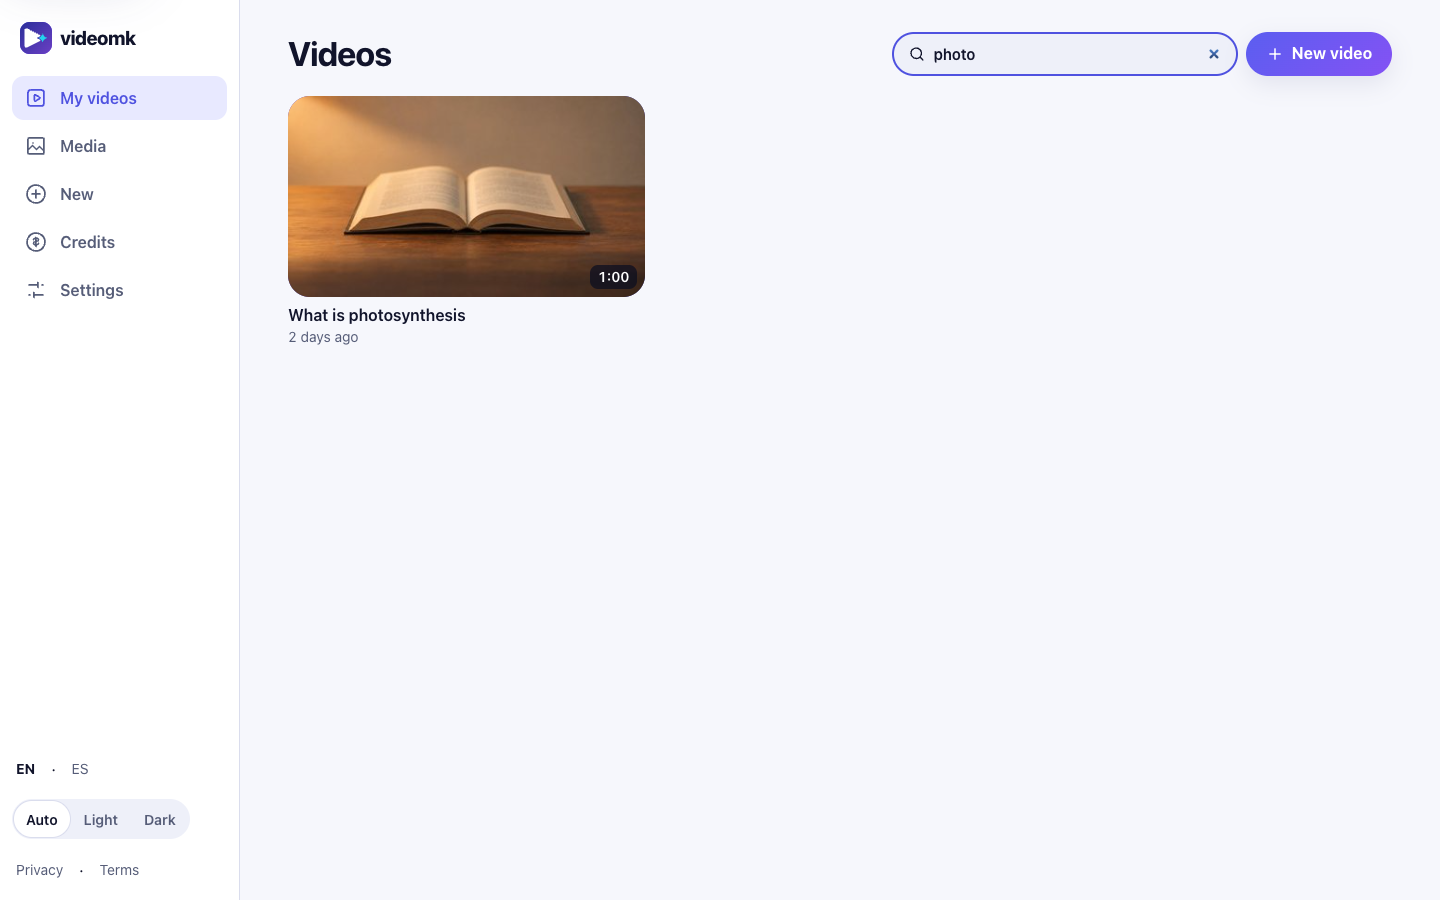 videomk
My videos
Media
New
Credits
Settings
EN · ES
Auto Light Dark
Privacy · Terms
Videos
photo
New video
1:00
What is photosynthesis
2 days ago